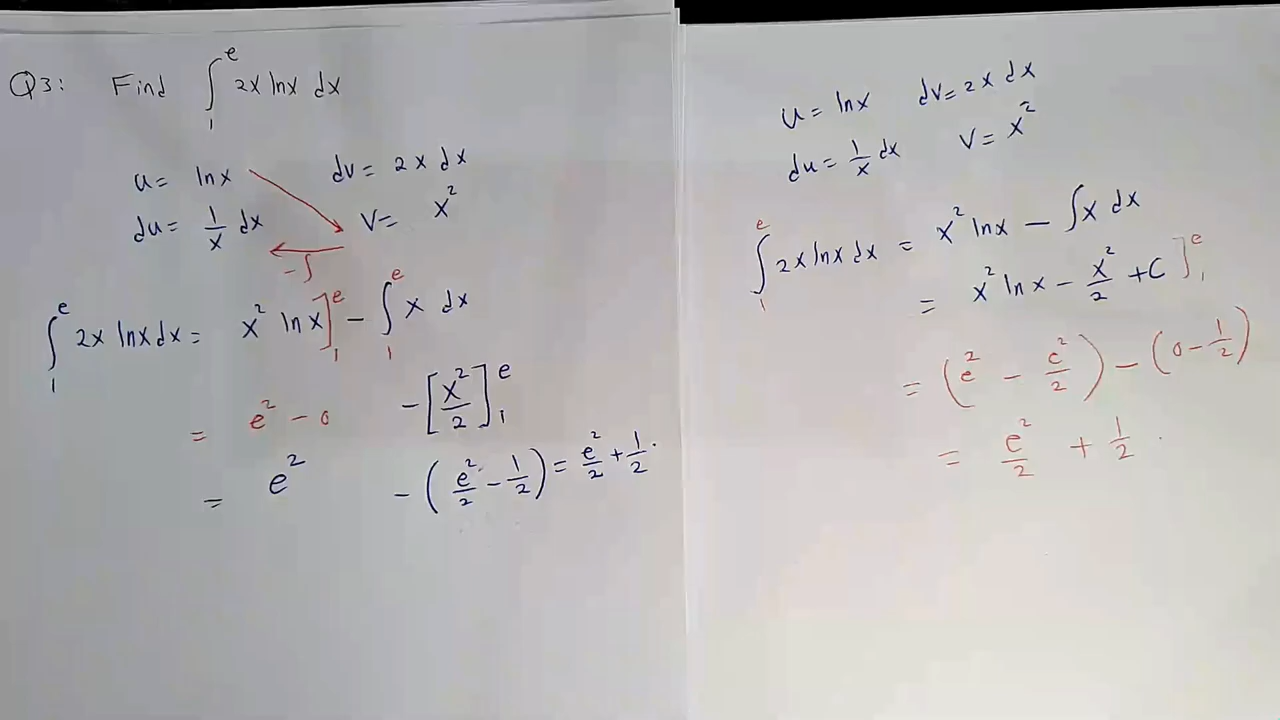 Q3: Find ∫₁ᵉ 2x lnx dx
u = lnx dv = 2x dx
du = 1/x dx v = x²
-∫
∫₁ᵉ 2x lnx dx = x² lnx]₁ᵉ - ∫₁ᵉ x dx
= e² - 0 - [x²/2]₁ᵉ
= e² - (e²/2 - 1/2) = e²/2 + 1/2.
u = lnx dv = 2x dx
du = 1/x dx v = x²
∫₁ᵉ 2x lnx dx = x² lnx - ∫x dx
= x² lnx - x²/2 + C]₁ᵉ
= (e² - e²/2) - (0 - 1/2)
= e²/2 + 1/2.